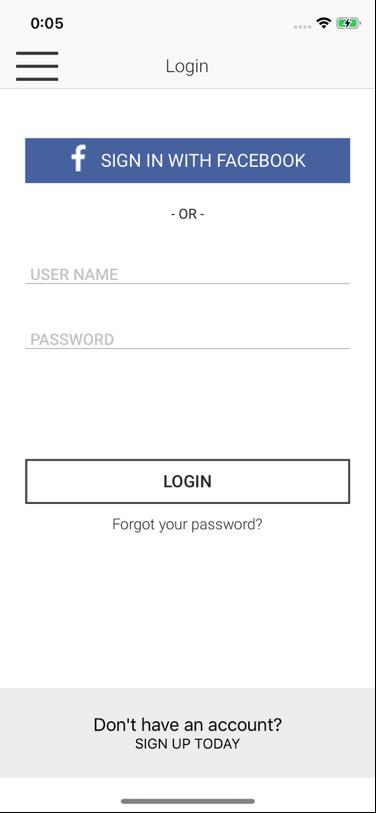 0:05
Login
f SIGN IN WITH FACEBOOK
- OR -
USER NAME
PASSWORD
LOGIN
Forgot your password?
Don't have an account?
SIGN UP TODAY